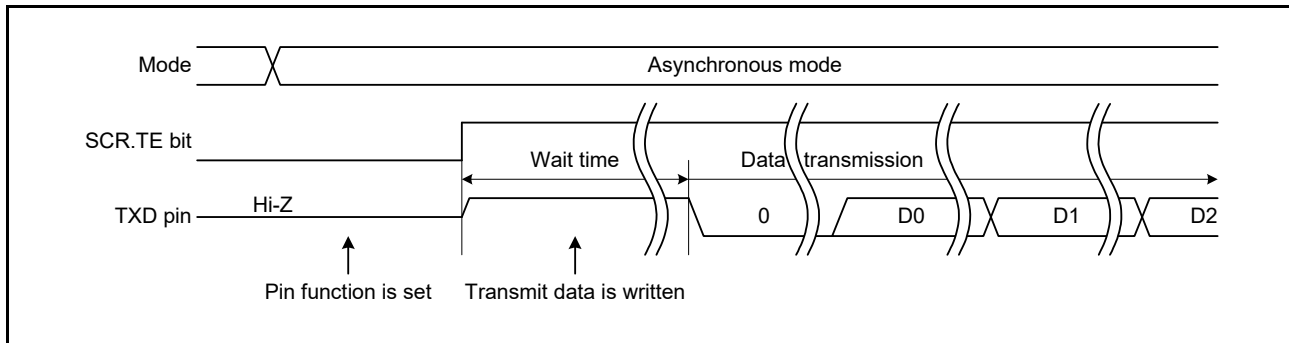 Mode
Asynchronous mode
SCR.TE bit
Wait time
Data transmission
TXD pin
Hi-Z
0
D0
D1
D2
Pin function is set
Transmit data is written